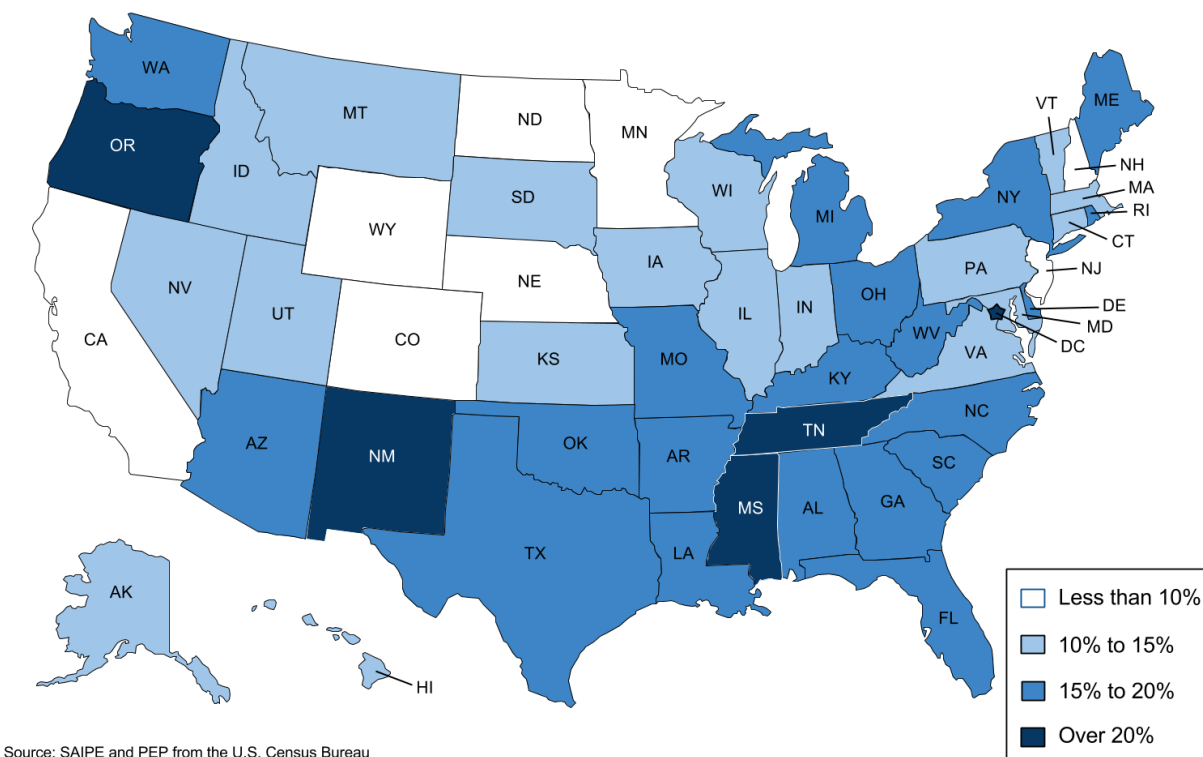 WA
OR
ID
MT
ND
MN
SD
WY
NE
IA
WI
NV
UT
CO
CA
KS
MO
IL
IN
MI
OH
PA
NY
VT
ME
NH
MA
RI
CT
NJ
DE
MD
DC
WV
VA
KY
TN
NC
SC
AZ
NM
OK
AR
MS
AL
GA
TX
LA
FL
AK
HI
Less than 10%
10% to 15%
15% to 20%
Over 20%
Source: SAIPE and PEP from the U.S. Census Bureau